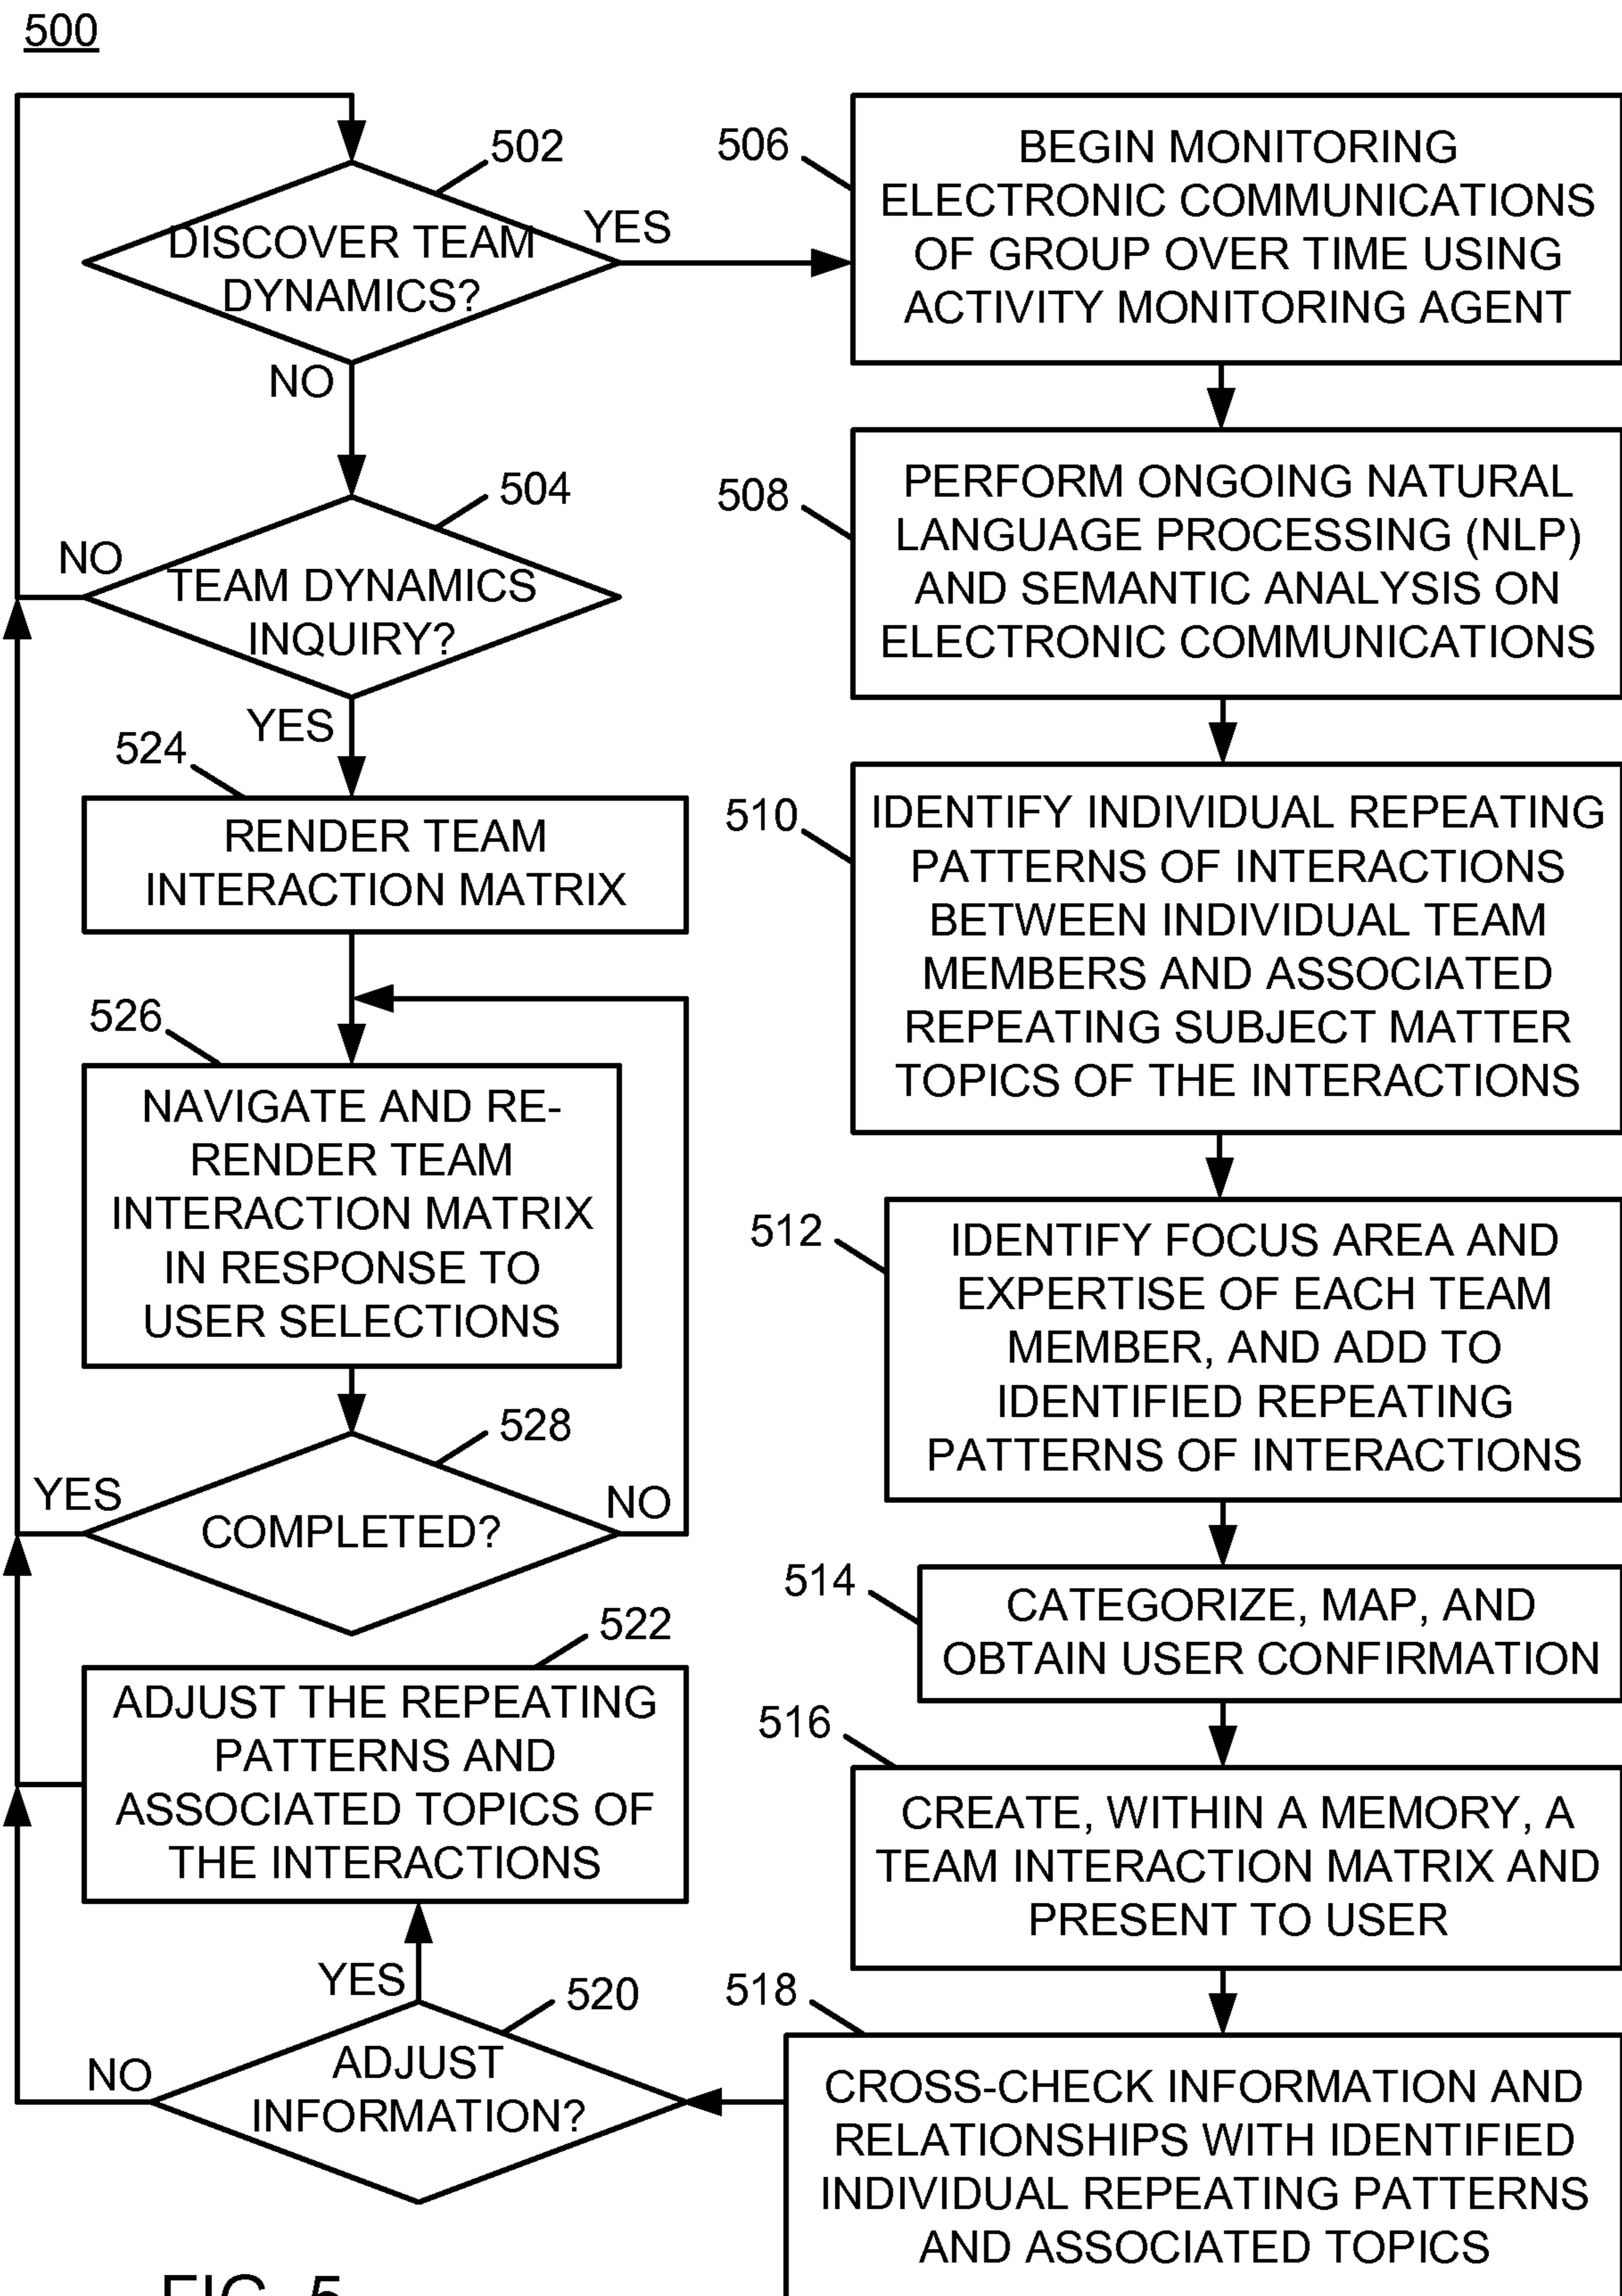 500
502
DISCOVER TEAM
DYNAMICS?
YES
NO
504
TEAM DYNAMICS
INQUIRY?
NO
YES
524
RENDER TEAM
INTERACTION MATRIX
526
NAVIGATE AND RE-
RENDER TEAM
INTERACTION MATRIX
IN RESPONSE TO
USER SELECTIONS
528
COMPLETED?
YES
NO
522
ADJUST THE REPEATING
PATTERNS AND
ASSOCIATED TOPICS OF
THE INTERACTIONS
YES
520
ADJUST
INFORMATION?
NO
506
BEGIN MONITORING
ELECTRONIC COMMUNICATIONS
OF GROUP OVER TIME USING
ACTIVITY MONITORING AGENT
508
PERFORM ONGOING NATURAL
LANGUAGE PROCESSING (NLP)
AND SEMANTIC ANALYSIS ON
ELECTRONIC COMMUNICATIONS
510
IDENTIFY INDIVIDUAL REPEATING
PATTERNS OF INTERACTIONS
BETWEEN INDIVIDUAL TEAM
MEMBERS AND ASSOCIATED
REPEATING SUBJECT MATTER
TOPICS OF THE INTERACTIONS
512
IDENTIFY FOCUS AREA AND
EXPERTISE OF EACH TEAM
MEMBER, AND ADD TO
IDENTIFIED REPEATING
PATTERNS OF INTERACTIONS
514
CATEGORIZE, MAP, AND
OBTAIN USER CONFIRMATION
516
CREATE, WITHIN A MEMORY, A
TEAM INTERACTION MATRIX AND
PRESENT TO USER
518
CROSS-CHECK INFORMATION AND
RELATIONSHIPS WITH IDENTIFIED
INDIVIDUAL REPEATING PATTERNS
AND ASSOCIATED TOPICS
FIG. 5